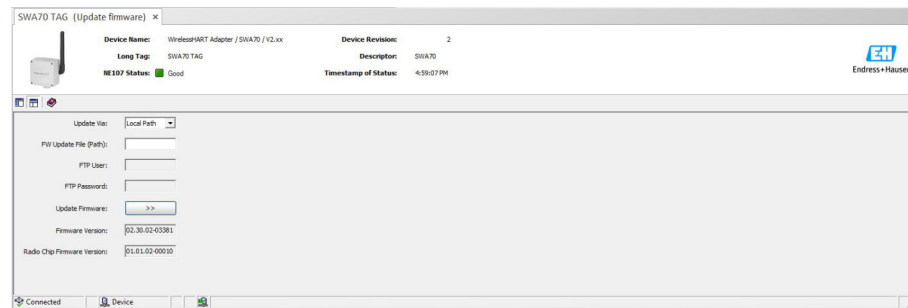 SWA70 TAG (Update firmware) ×
Device Name: WirelessHART Adapter / SWA70 / V2.xx Device Revision: 2
Long Tag: SWA70 TAG Descriptor: SWA70
NE107 Status: Good Timestamp of Status: 4:59:07 PM
EH
Endress+Hauser
Update Via: Local Path
FW Update File (Path):
FTP User:
FTP Password:
Update Firmware: >>
Firmware Version: 02.30.02-03381
Radio Chip Firmware Version: 01.01.02-00010
Connected Device